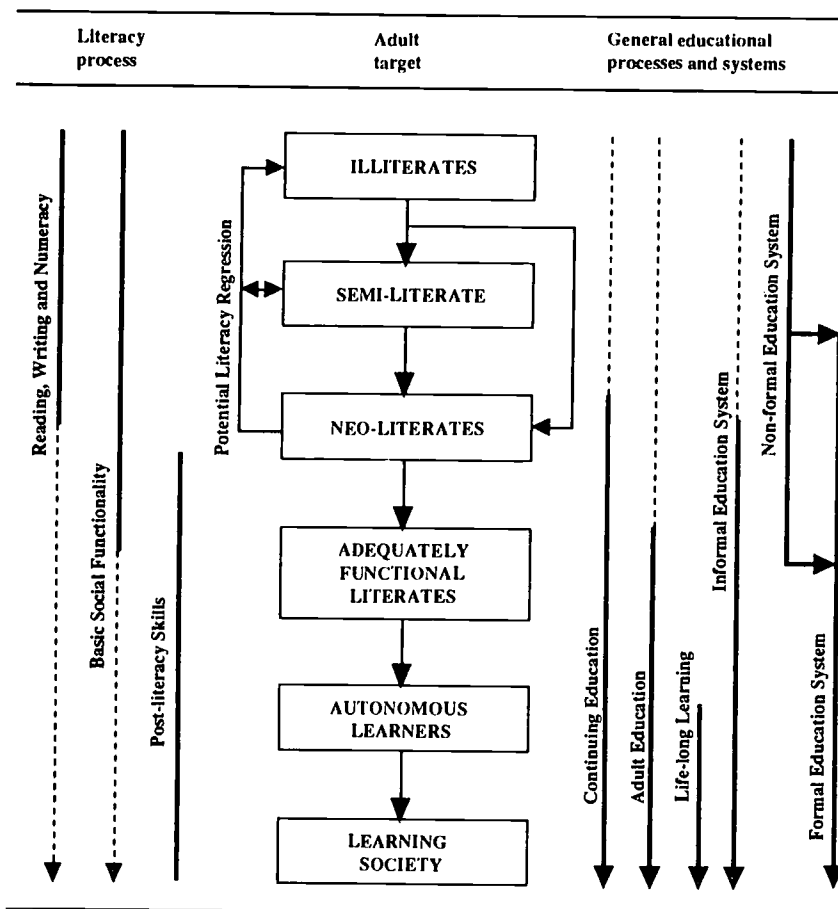 Literacy
process
Adult
target
General educational
processes and systems
Reading, Writing and Numeracy
Basic Social Functionality
Post-literacy Skills
Potential Literacy Regression
ILLITERATES
SEMI-LITERATE
NEO-LITERATES
ADEQUATELY
FUNCTIONAL
LITERATES
AUTONOMOUS
LEARNERS
LEARNING
SOCIETY
Continuing Education
Adult Education
Life-long Learning
Informal Education System
Non-formal Education System
Formal Education System